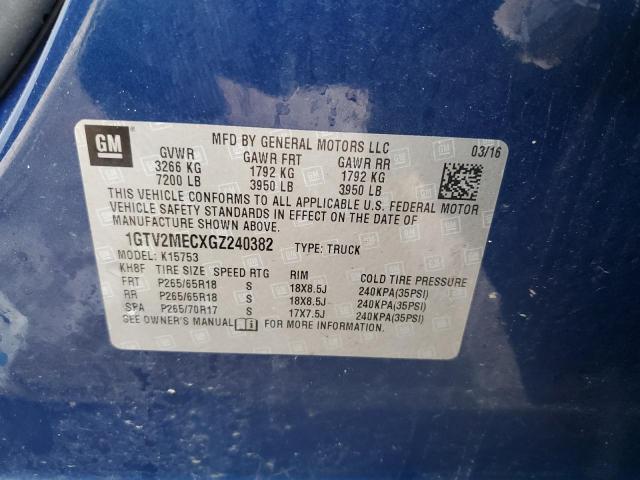 GM
MFD BY GENERAL MOTORS LLC 03/16
GVWR GAWR FRT GAWR RR
3266 KG 1792 KG 1792 KG
7200 LB 3950 LB 3950 LB
THIS VEHICLE CONFORMS TO ALL APPLICABLE U.S. FEDERAL MOTOR
VEHICLE SAFETY STANDARDS IN EFFECT ON THE DATE OF
MANUFACTURE SHOWN ABOVE.
1GTV2MECXGZ240382 TYPE: TRUCK
MODEL: K15753
KH8F TIRE SIZE SPEED RTG RIM COLD TIRE PRESSURE
FRT P265/65R18 S 18X8.5J 240KPA(35PSI)
RR P265/65R18 S 18X8.5J 240KPA(35PSI)
SPA P265/70R17 S 17X7.5J 240KPA(35PSI)
SEE OWNER'S MANUAL i FOR MORE INFORMATION.